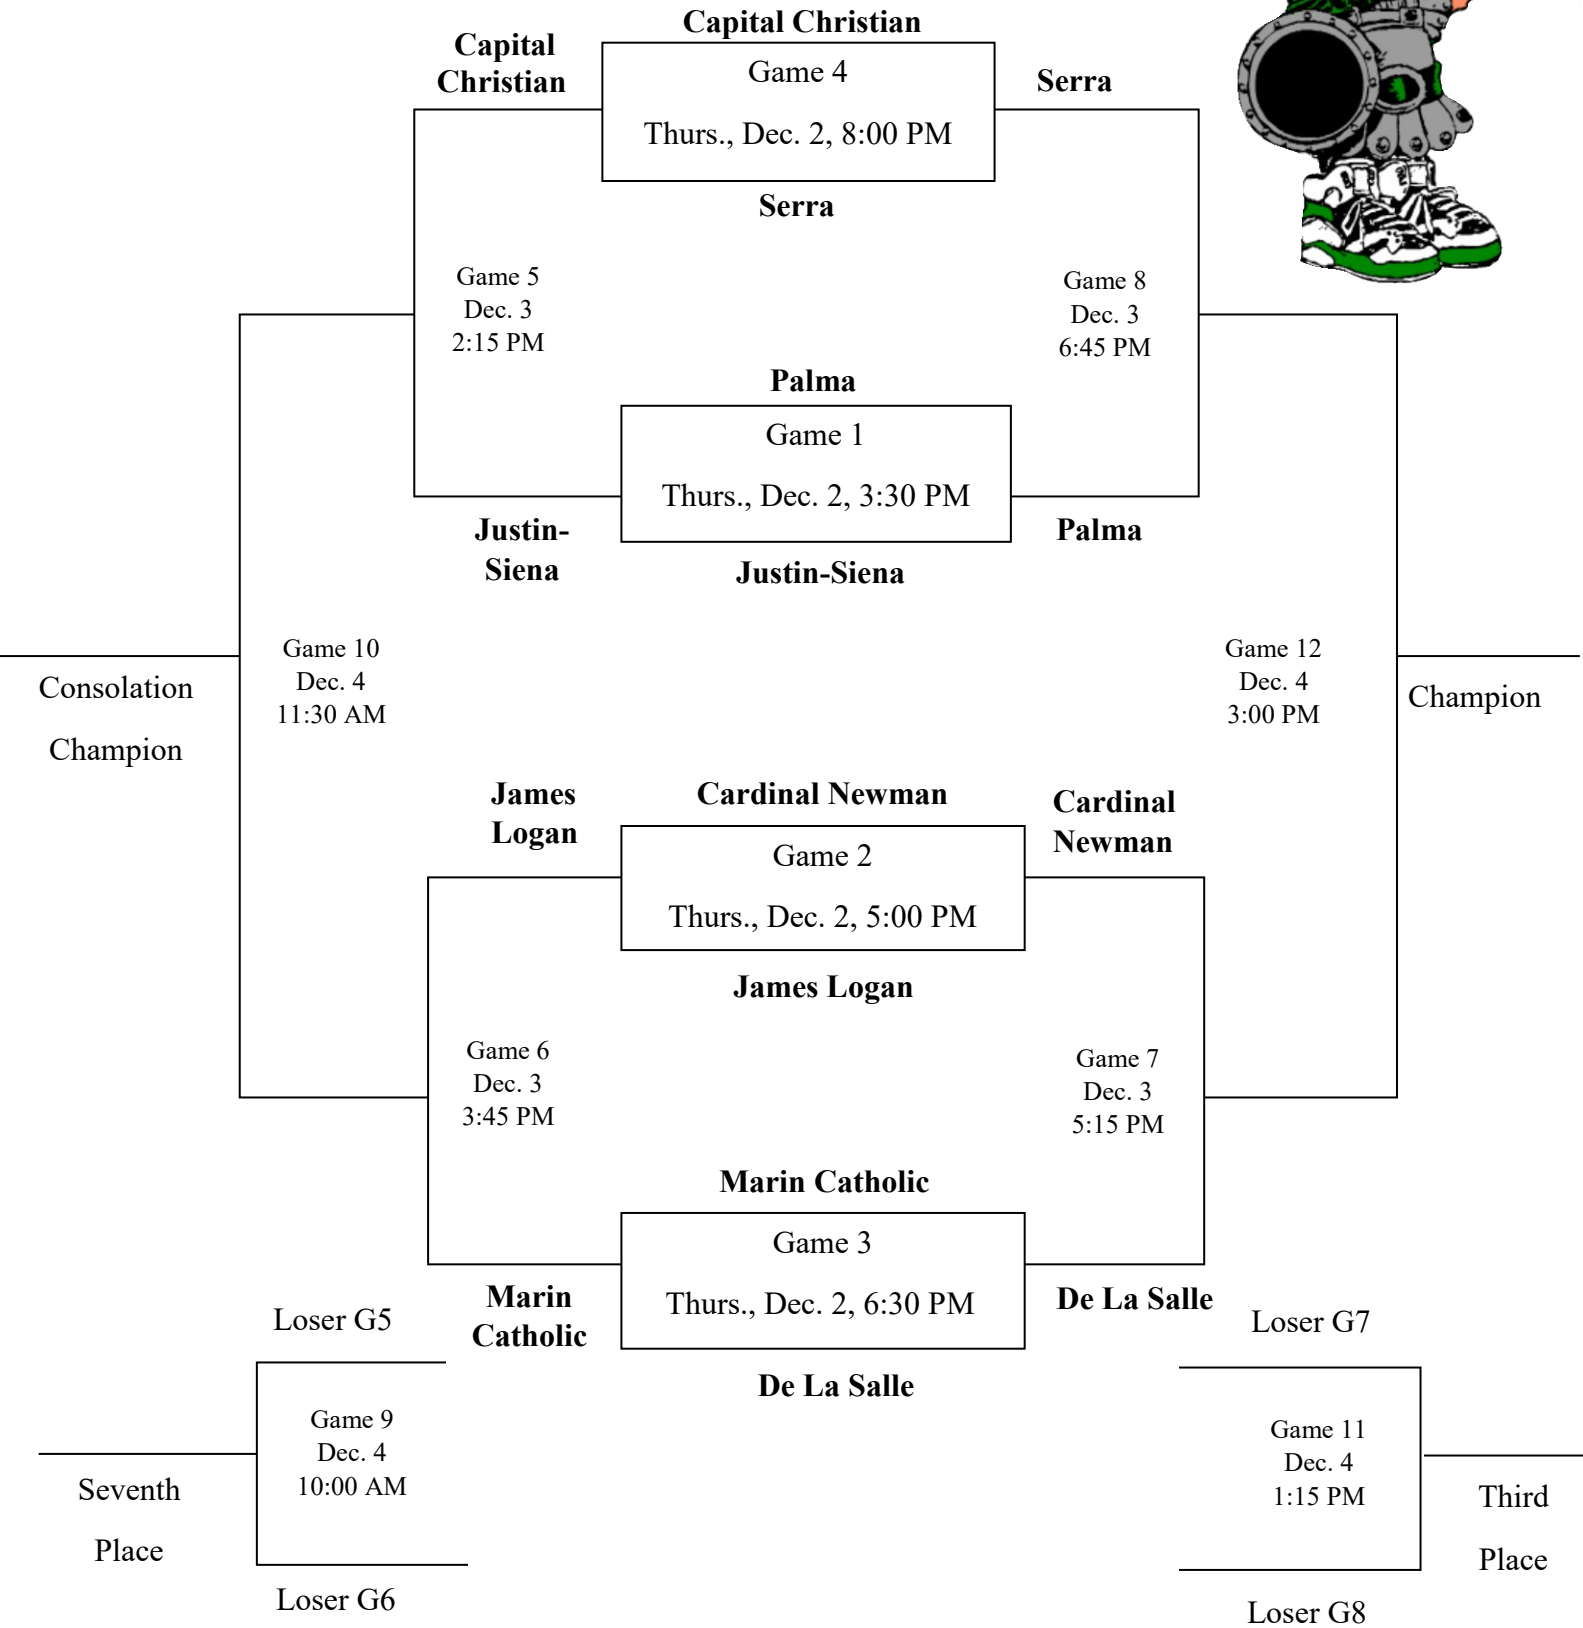 Capital Christian
Capital
Christian
Game 4
Thurs., Dec. 2, 8:00 PM
Serra
Serra
Game 5
Dec. 3
2:15 PM
Game 8
Dec. 3
6:45 PM
Palma
Game 1
Thurs., Dec. 2, 3:30 PM
Justin-
Siena
Palma
Justin-Siena
Game 10
Dec. 4
11:30 AM
Consolation
Champion
Game 12
Dec. 4
3:00 PM
Champion
James
Logan
Cardinal Newman
Cardinal
Newman
Game 2
Thurs., Dec. 2, 5:00 PM
James Logan
Game 6
Dec. 3
3:45 PM
Game 7
Dec. 3
5:15 PM
Marin Catholic
Game 3
Thurs., Dec. 2, 6:30 PM
Marin
Catholic
De La Salle
De La Salle
Loser G5
Game 9
Dec. 4
10:00 AM
Seventh
Place
Loser G6
Loser G7
Game 11
Dec. 4
1:15 PM
Third
Place
Loser G8